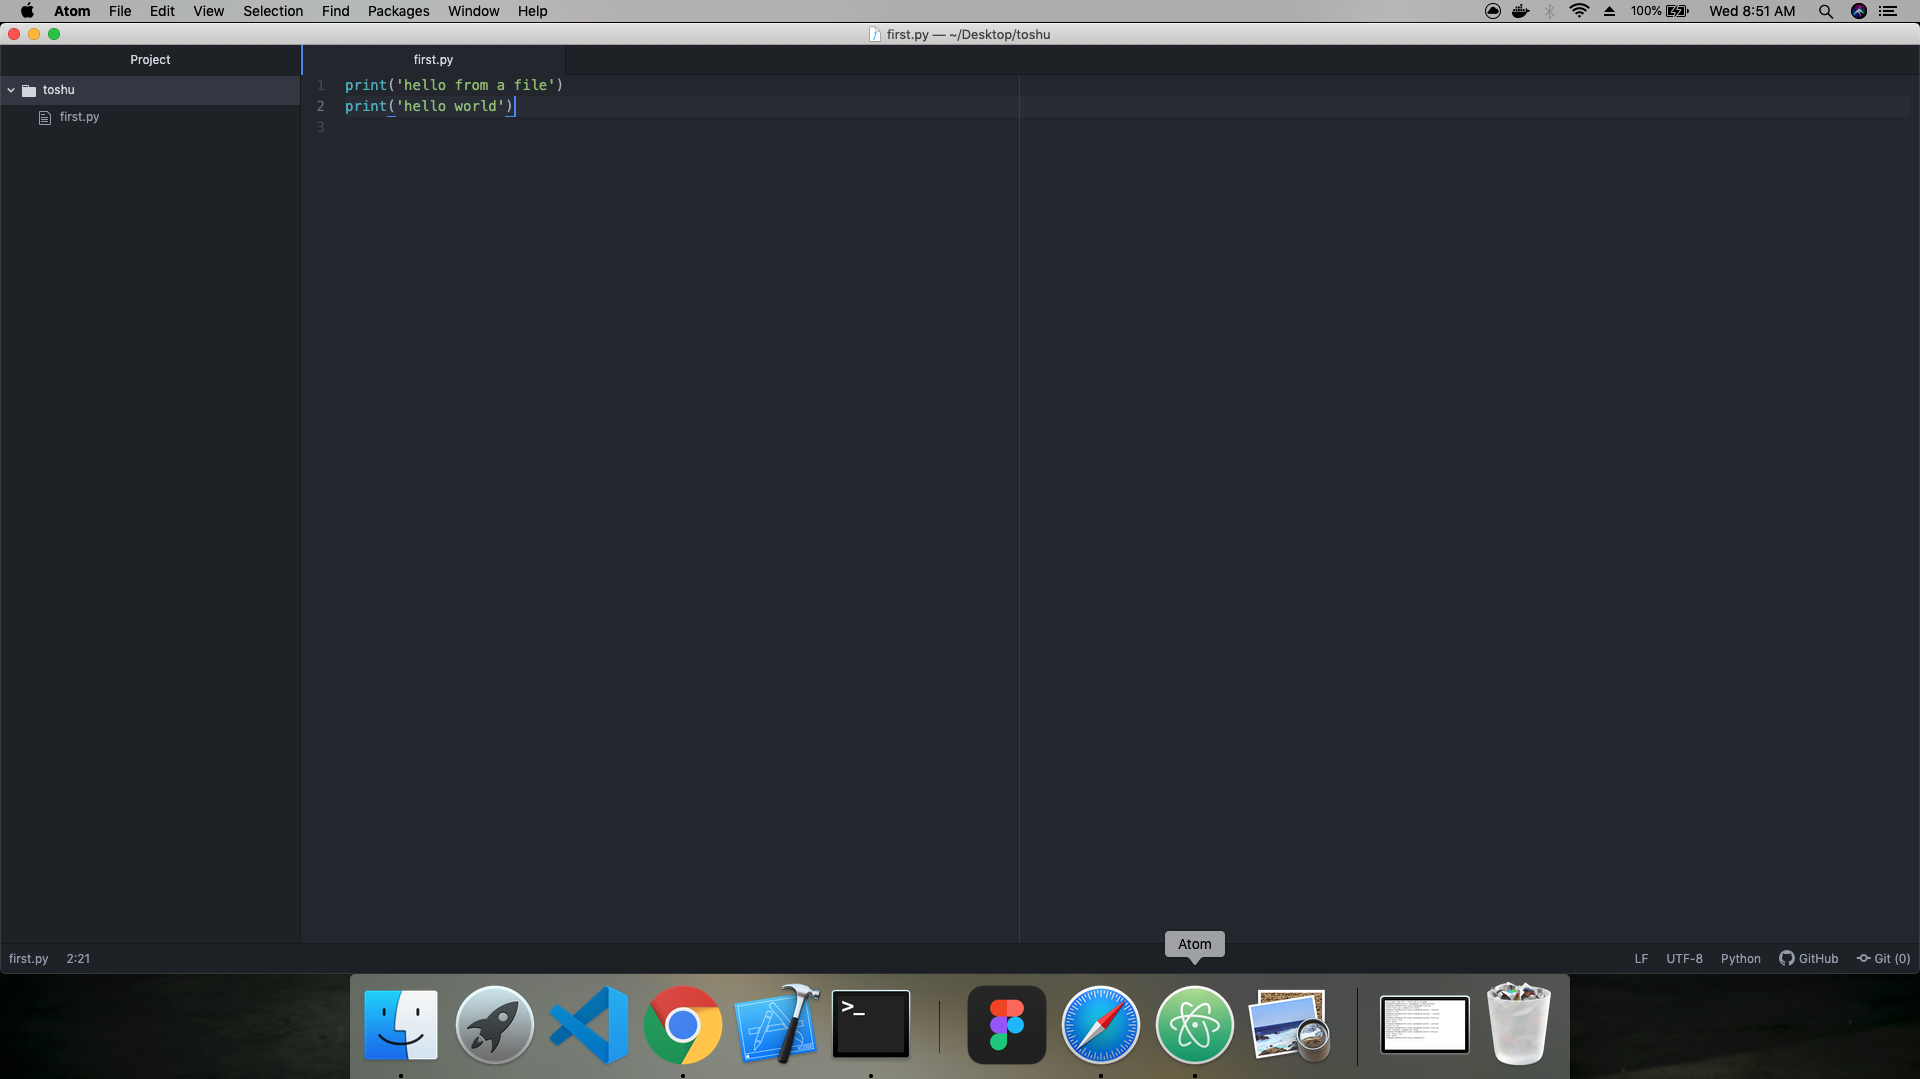 Atom File Edit View Selection Find Packages Window Help
100% Wed 8:51 AM
first.py — ~/Desktop/toshu
Project
first.py
toshu
first.py
1 print('hello from a file')
2 print('hello world')
3
Atom
first.py 2:21
LF UTF-8 Python GitHub Git (0)
>_